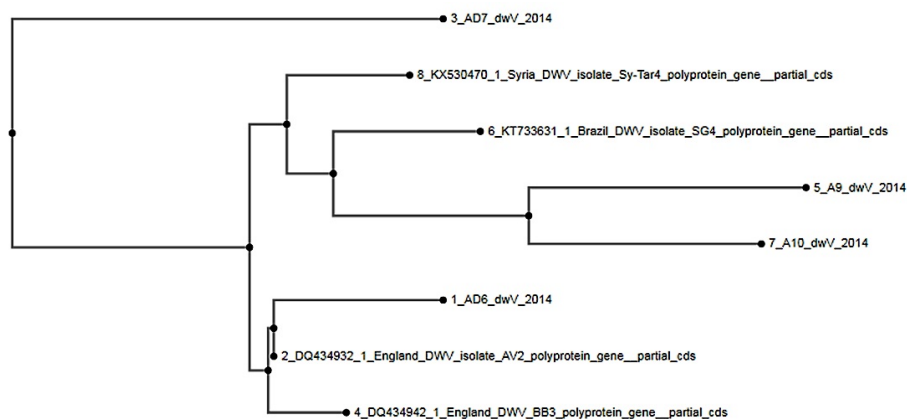 3_AD7_dwV_2014
8_KX530470_1_Syria_DWV_isolate_Sy-Tar4_polyprotein_gene__partial_cds
6_KT733631_1_Brazil_DWV_isolate_SG4_polyprotein_gene__partial_cds
5_A9_dwV_2014
7_A10_dwV_2014
1_AD6_dwV_2014
2_DQ434932_1_England_DWV_isolate_AV2_polyprotein_gene__partial_cds
4_DQ434942_1_England_DWV_BB3_polyprotein_gene__partial_cds